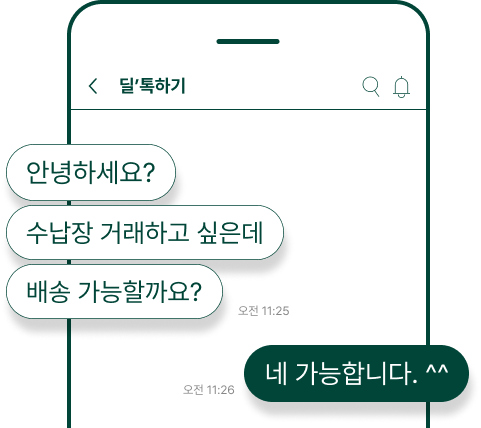 딜’톡하기
안녕하세요?
수납장 거래하고 싶은데
배송 가능할까요?
오전 11:25
네 가능합니다. ^^
오전 11:26